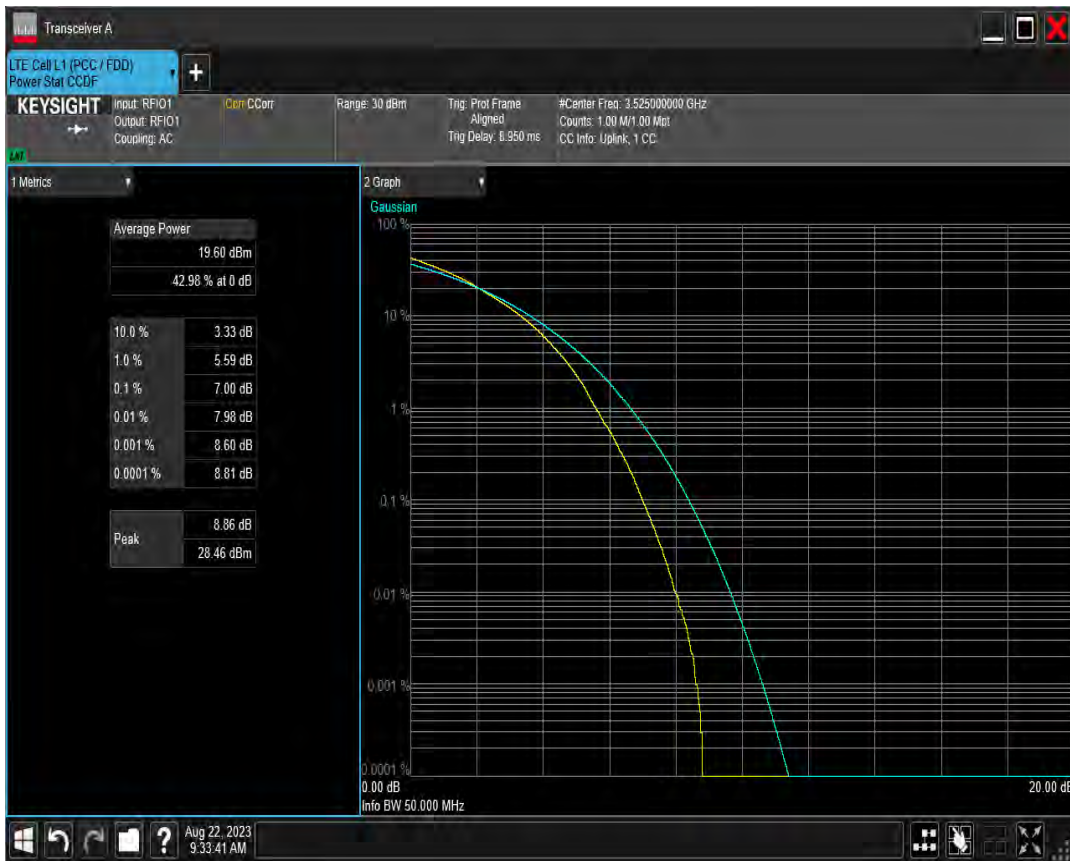 Transceiver A
LTE Cell L1 (PCC / FDD)
Power Stat CCDF
KEYSIGHT
Input: RFIO1
Output: RFIO1
Coupling: AC
Corr CCorr
Range: 30 dBm
Trig: Prot Frame
Aligned
Trig Delay: 8.950 ms
#Center Freq: 3.525000000 GHz
Counts: 1.00 M/1.00 Mpt
CC Info: Uplink, 1 CC
1 Metrics
Average Power
19.60 dBm
42.98 % at 0 dB
10.0 % 3.33 dB
1.0 % 5.59 dB
0.1 % 7.00 dB
0.01 % 7.98 dB
0.001 % 8.60 dB
0.0001 % 8.81 dB
Peak
8.86 dB
28.46 dBm
2 Graph
Gaussian
100 %
10 %
1 %
0.1 %
0.01 %
0.001 %
0.0001 %
0.00 dB
20.00 dB
Info BW 50.000 MHz
Aug 22, 2023
9:33:41 AM